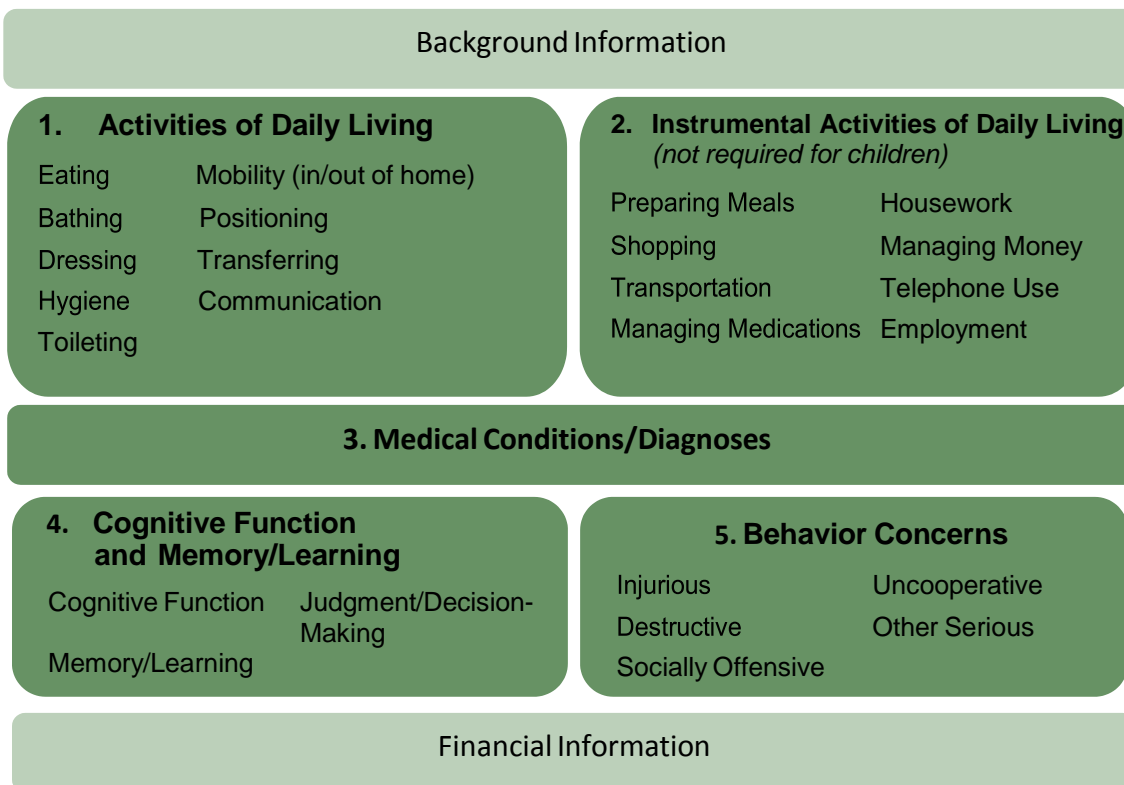 Background Information
1. Activities of Daily Living
Eating Mobility (in/out of home)
Bathing Positioning
Dressing Transferring
Hygiene Communication
Toileting
2. Instrumental Activities of Daily Living
(not required for children)
Preparing Meals Housework
Shopping Managing Money
Transportation Telephone Use
Managing Medications Employment
3. Medical Conditions/Diagnoses
4. Cognitive Function
and Memory/Learning
Cognitive Function Judgment/Decision-
Making
Memory/Learning
5. Behavior Concerns
Injurious Uncooperative
Destructive Other Serious
Socially Offensive
Financial Information